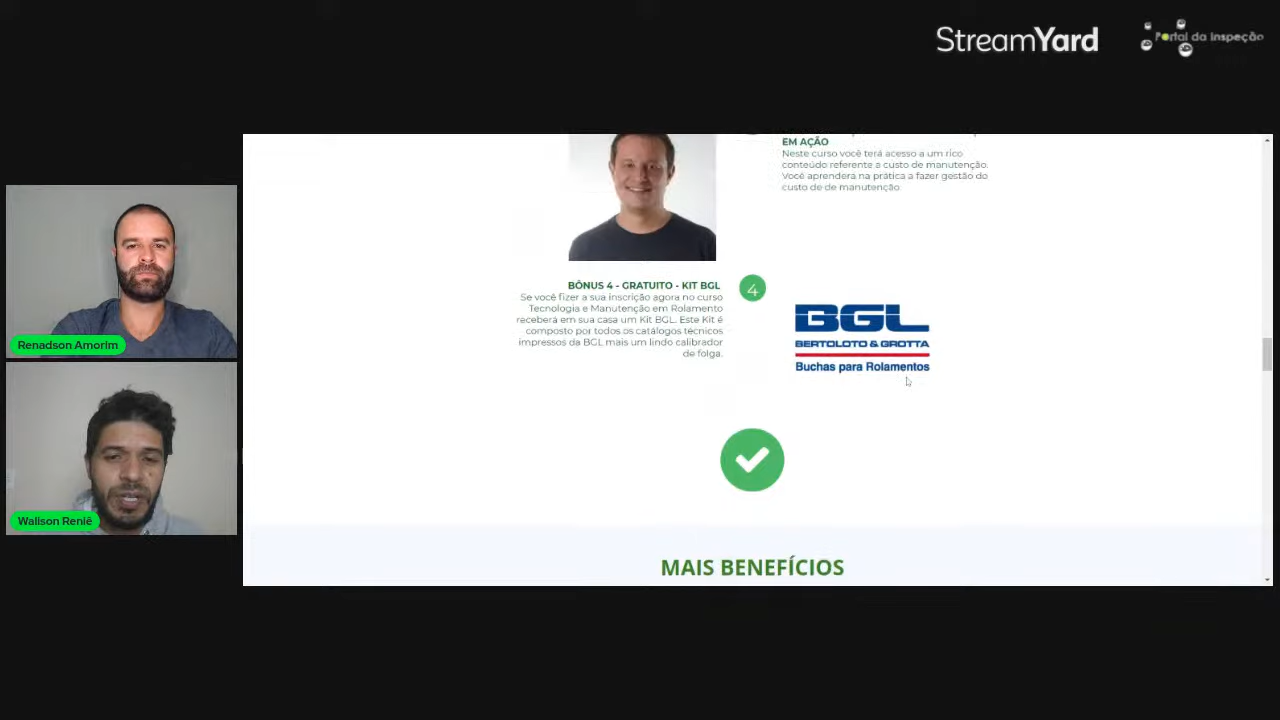 StreamYard
Portal da Inspeção
EM AÇÃO
Neste curso você terá acesso a um rico
conteúdo referente a custo de manutenção.
Você aprendera na prática a fazer gestão do
custo de de manutenção
BÔNUS 4 - GRATUITO - KIT BGL
Se você fizer a sua inscrição agora no curso
Tecnologia e Manutenção em Rolamento
receberá em sua casa um Kit BGL. Este Kit é
composto por todos os catálogos técnicos
impressos da BGL mais um lindo calibrador
de folga.
4
BGL
BERTOLOTO & GROTTA
Buchas para Rolamentos
MAIS BENEFÍCIOS
Renadson Amorim
Walison Reniê